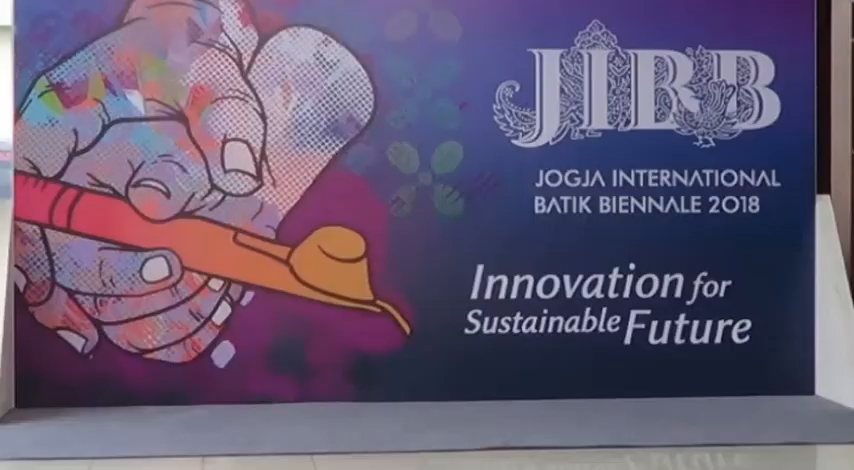 JIBB
JOGJA INTERNATIONAL
BATIK BIENNALE 2018
Innovation for
Sustainable Future